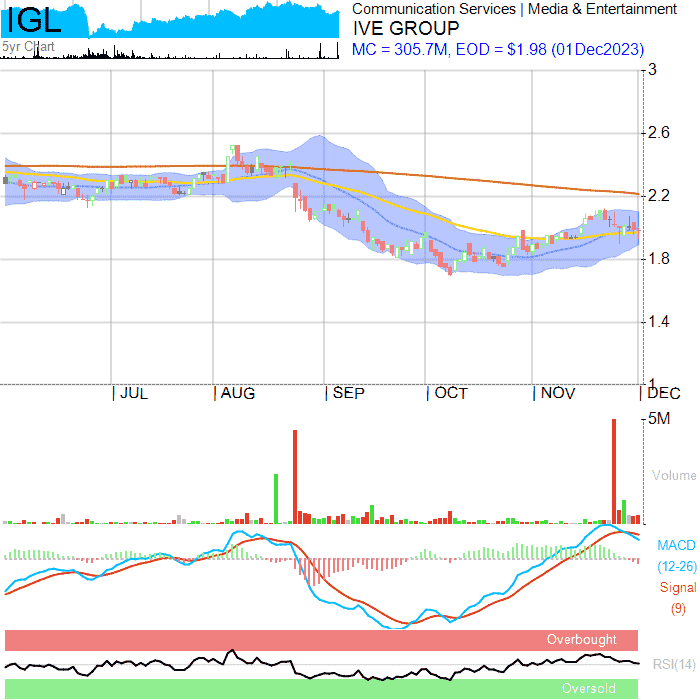 IGL
5yr Chart
Communication Services | Media & Entertainment
IVE GROUP
MC = 305.7M, EOD = $1.98 (01Dec2023)
3
2.6
2.2
1.8
1.4
1
JUL AUG SEP OCT NOV DEC
5M
Volume
MACD
(12-26)
Signal
(9)
Overbought
RSI(14)
Oversold